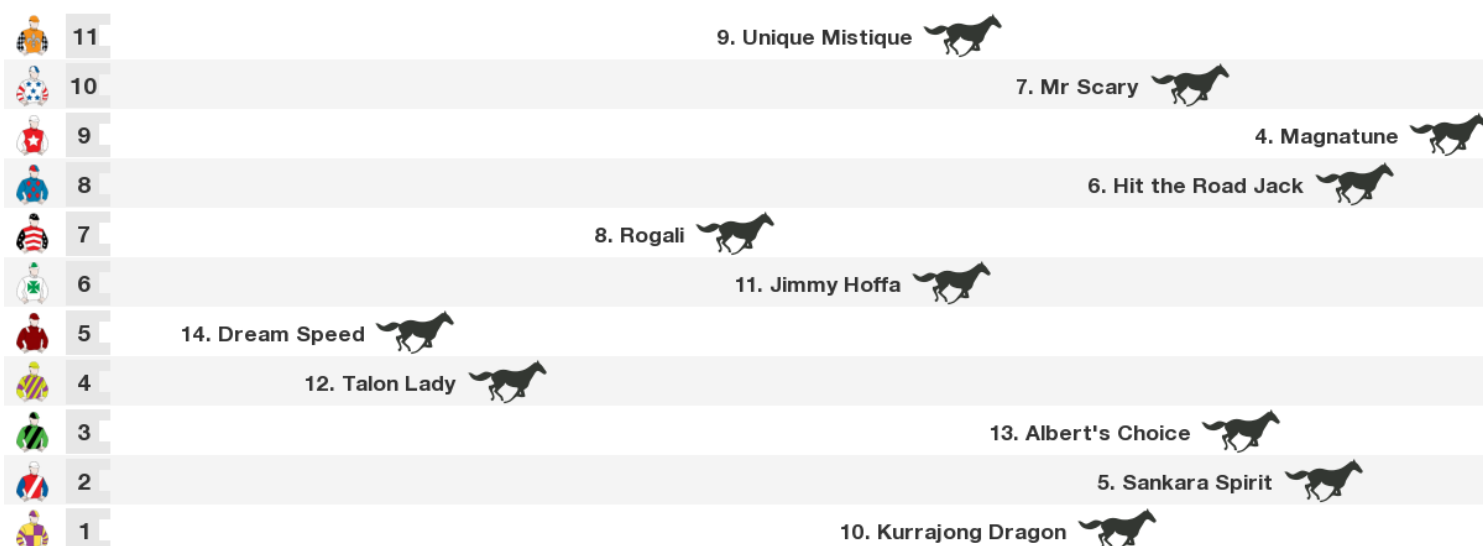 11 9. Unique Mistique
10 7. Mr Scary
9 4. Magnatune
8 6. Hit the Road Jack
7 8. Rogali
6 11. Jimmy Hoffa
5 14. Dream Speed
4 12. Talon Lady
3 13. Albert's Choice
2 5. Sankara Spirit
1 10. Kurrajong Dragon